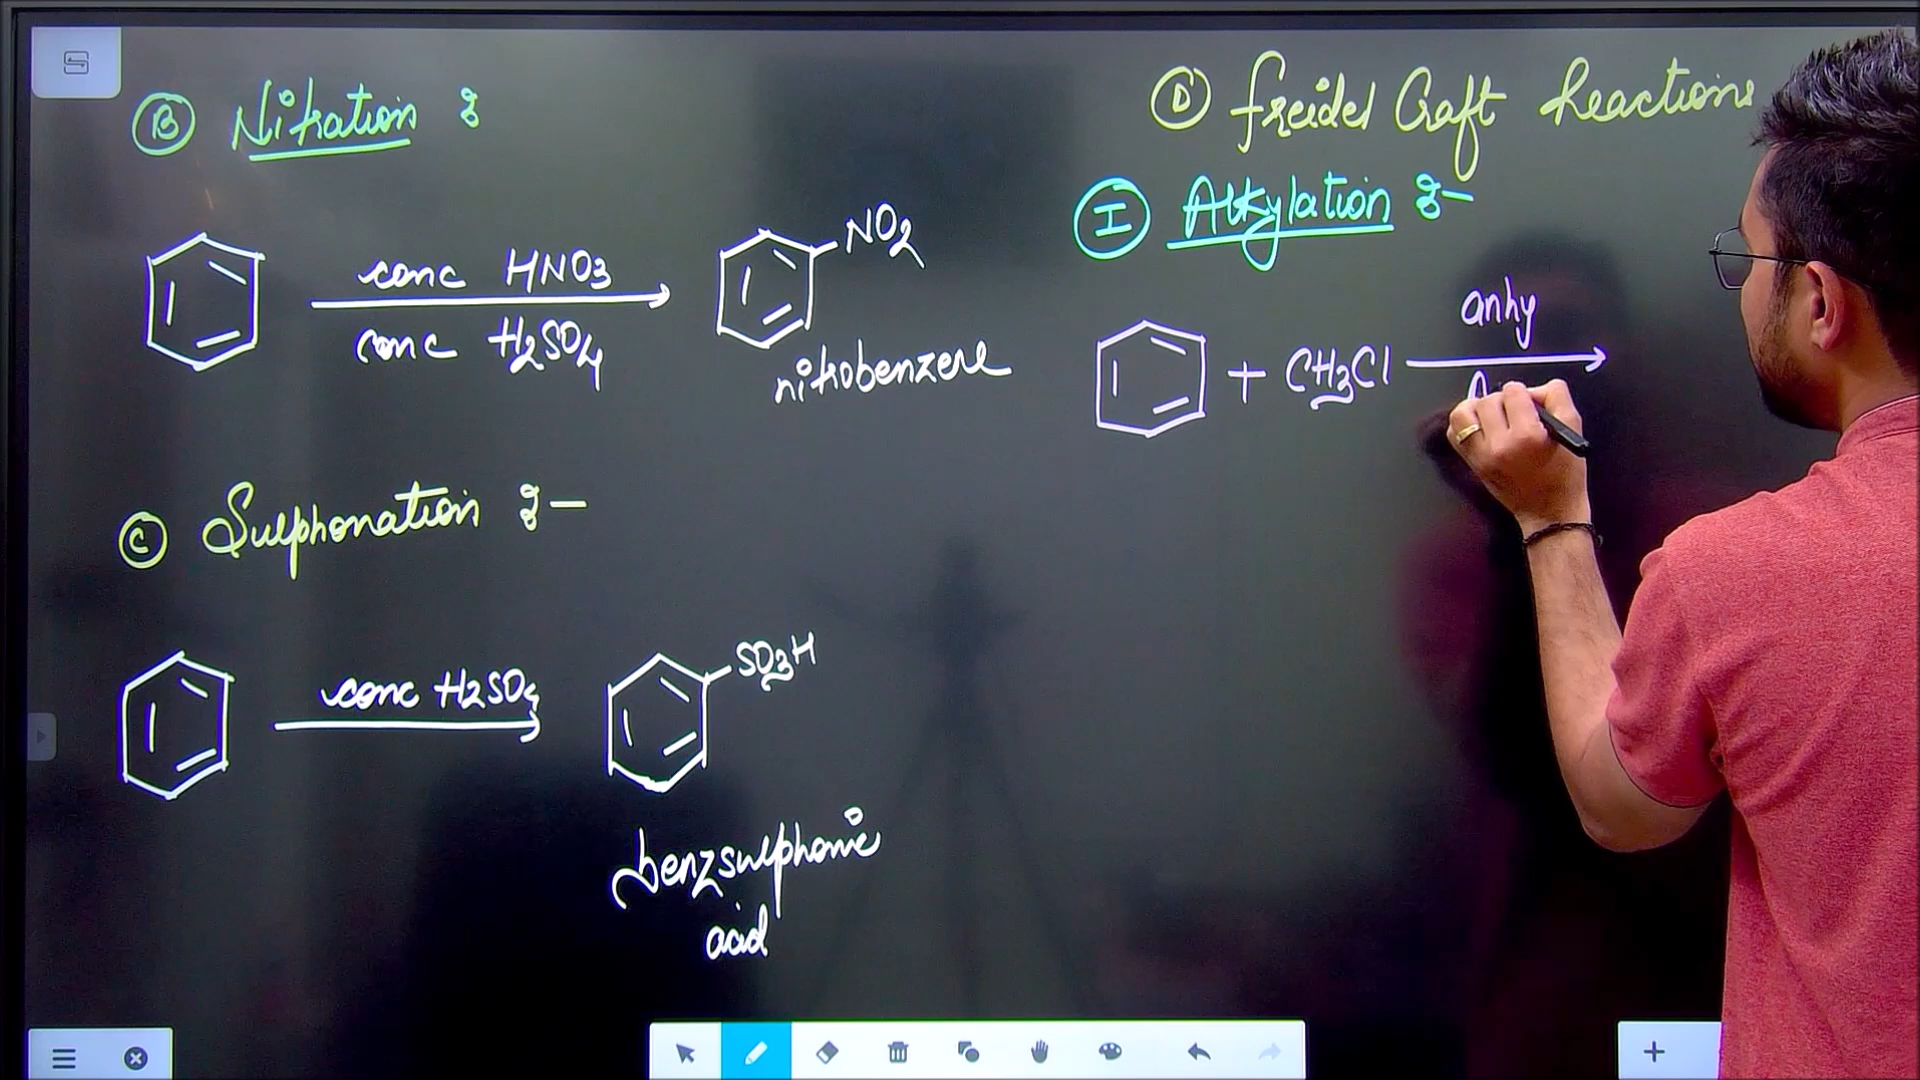 B Nitration :
conc HNO3
conc H2SO4
NO2
nitrobenzene
C Sulphonation :-
conc H2SO4
SO3H
benzsulphonic
acid
D Freidel Craft Reactions
I Alkylation :-
+ CH3Cl
anhy